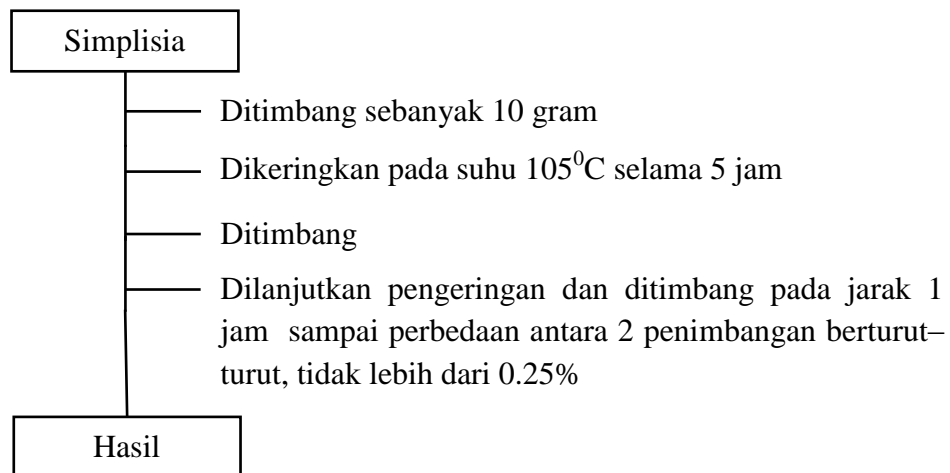 Simplisia
Ditimbang sebanyak 10 gram
Dikeringkan pada suhu 105⁰C selama 5 jam
Ditimbang
Dilanjutkan pengeringan dan ditimbang pada jarak 1
jam sampai perbedaan antara 2 penimbangan berturut–
turut, tidak lebih dari 0.25%
Hasil